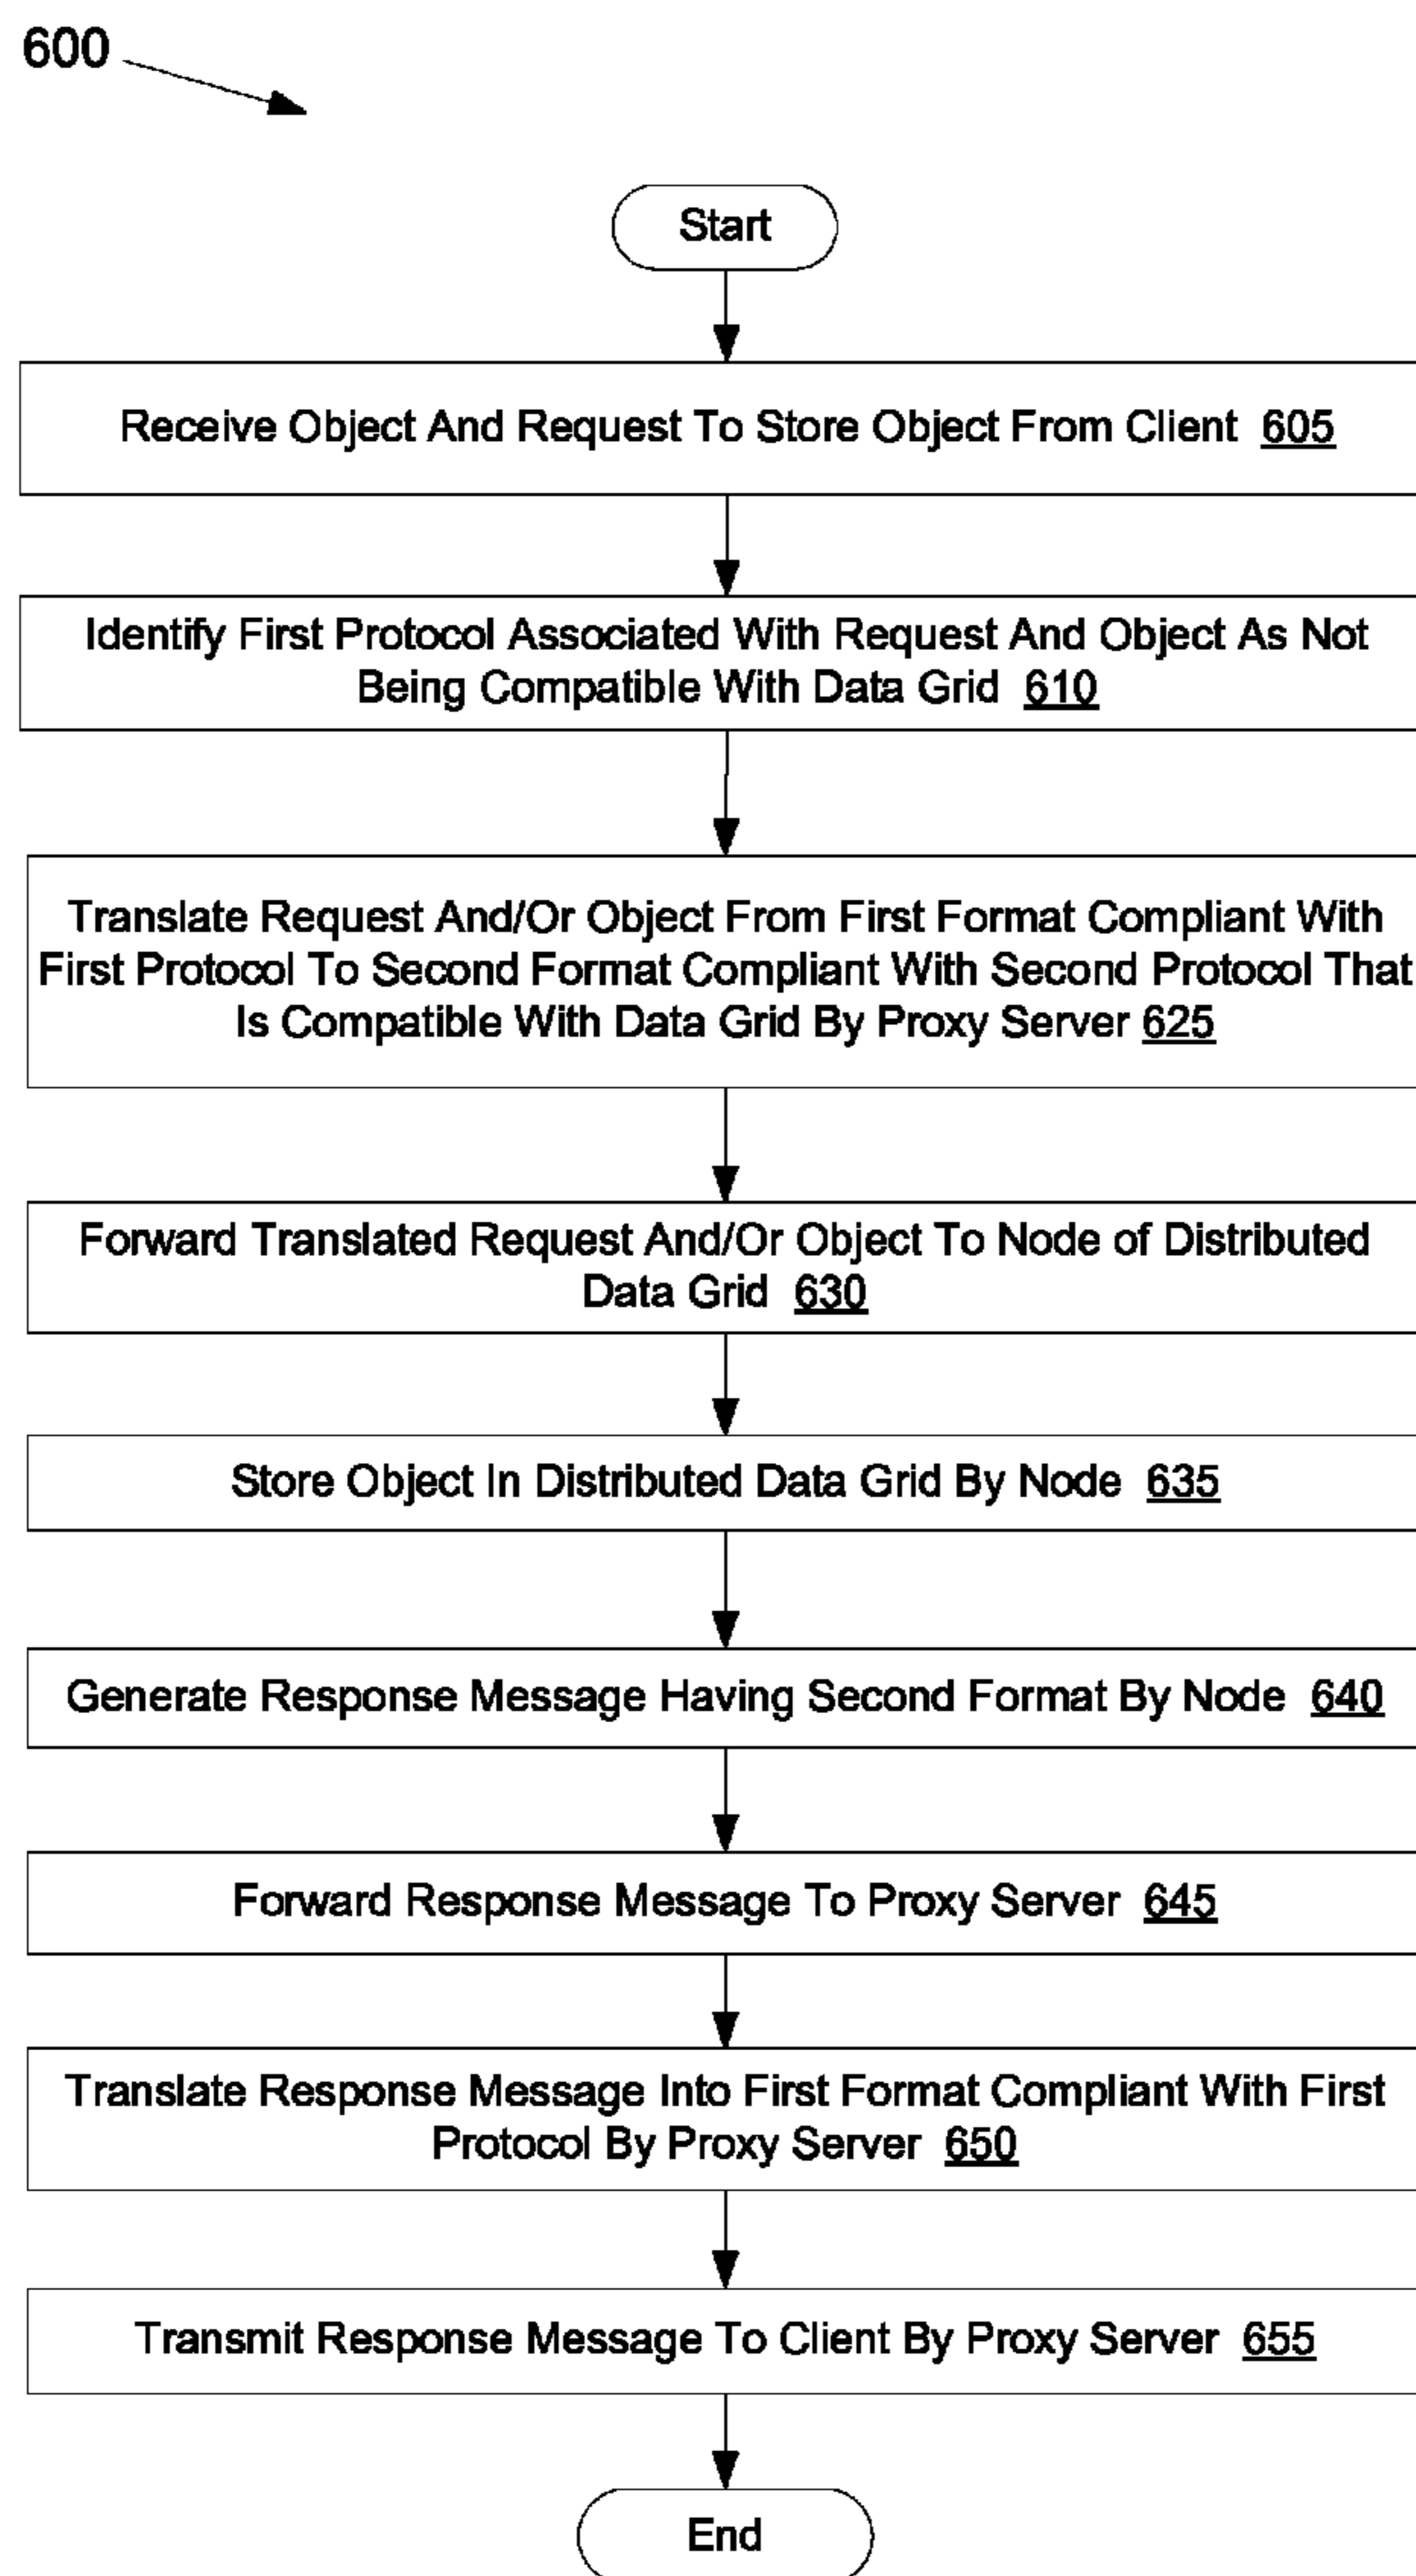 600
Start
Receive Object And Request To Store Object From Client 605
Identify First Protocol Associated With Request And Object As Not
Being Compatible With Data Grid 610
Translate Request And/Or Object From First Format Compliant With
First Protocol To Second Format Compliant With Second Protocol That
Is Compatible With Data Grid By Proxy Server 625
Forward Translated Request And/Or Object To Node of Distributed
Data Grid 630
Store Object In Distributed Data Grid By Node 635
Generate Response Message Having Second Format By Node 640
Forward Response Message To Proxy Server 645
Translate Response Message Into First Format Compliant With First
Protocol By Proxy Server 650
Transmit Response Message To Client By Proxy Server 655
End